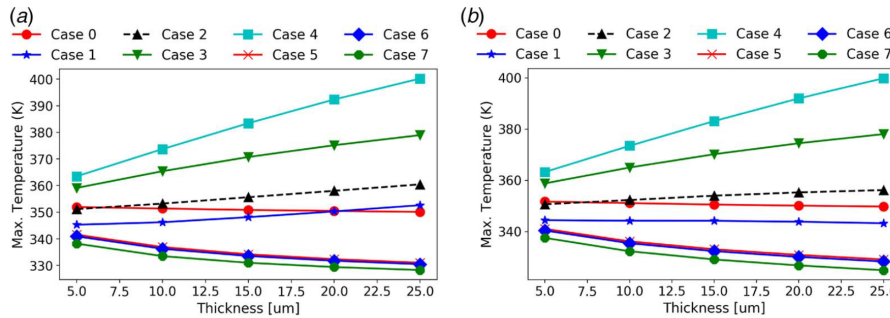 (a)
Case 0 Case 2 Case 4 Case 6
Case 1 Case 3 Case 5 Case 7
Max. Temperature (K)
400
390
380
370
360
350
340
330
5.0 7.5 10.0 12.5 15.0 17.5 20.0 22.5 25.0
Thickness [um]
(b)
Case 0 Case 2 Case 4 Case 6
Case 1 Case 3 Case 5 Case 7
Max. Temperature (K)
400
380
360
340
5.0 7.5 10.0 12.5 15.0 17.5 20.0 22.5 25.0
Thickness [um]